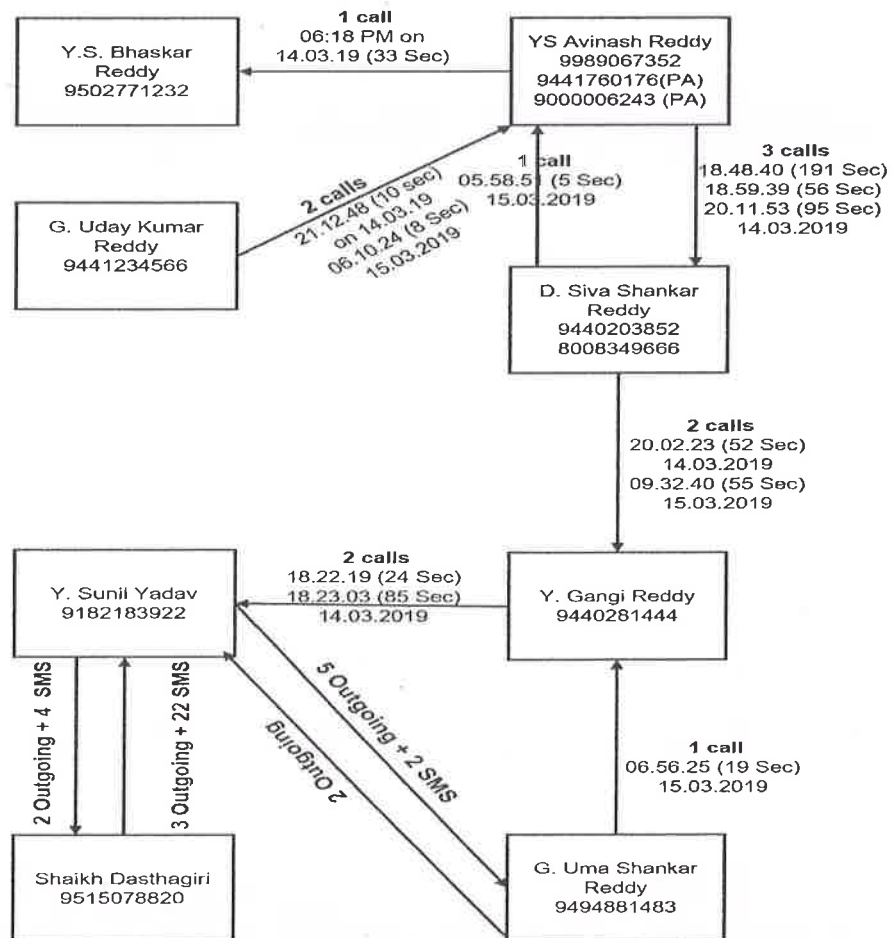 1 call
06:18 PM on
14.03.19 (33 Sec)
Y.S. Bhaskar
Reddy
9502771232
YS Avinash Reddy
9989067352
9441760176(PA)
9000006243 (PA)
2 calls
21.12.48 (10 sec)
on 14.03.19
06.10.24 (8 Sec)
15.03.2019
1 call
05.58.51 (5 Sec)
15.03.2019
3 calls
18.48.40 (191 Sec)
18.59.39 (56 Sec)
20.11.53 (95 Sec)
14.03.2019
G. Uday Kumar
Reddy
9441234566
D. Siva Shankar
Reddy
9440203852
8008349666
2 calls
20.02.23 (52 Sec)
14.03.2019
09.32.40 (55 Sec)
15.03.2019
Y. Sunil Yadav
9182183922
2 calls
18.22.19 (24 Sec)
18.23.03 (85 Sec)
14.03.2019
Y. Gangi Reddy
9440281444
2 Outgoing + 4 SMS
3 Outgoing + 22 SMS
5 Outgoing + 2 SMS
2 Outgoing
1 call
06.56.25 (19 Sec)
15.03.2019
Shaikh Dasthagiri
9515078820
G. Uma Shankar
Reddy
9494881483